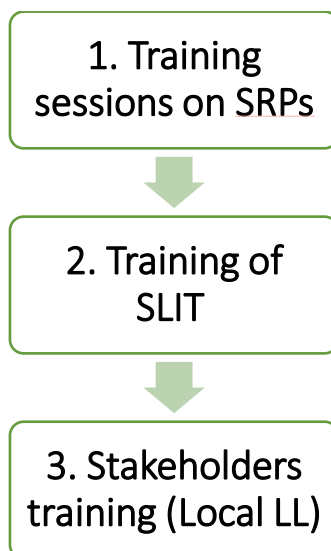 1. Training
sessions on SRPs
2. Training of
SLIT
3. Stakeholders
training (Local LL)